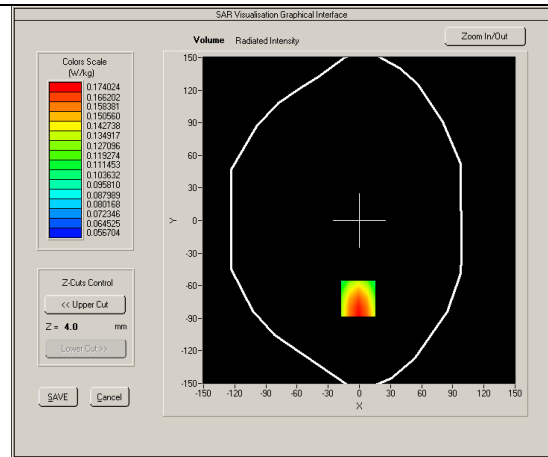 SAR Visualisation Graphical Interface
Volume Radiated Intensity
Zoom In/Out
Colors Scale
(W/kg)
0.174024
0.166202
0.158381
0.150560
0.142738
0.134917
0.127096
0.119274
0.111453
0.103632
0.095810
0.087989
0.080168
0.072346
0.064525
0.056704
Z-Cuts Control
<< Upper Cut
Z = 4.0 mm
Lower Cut >>
SAVE Cancel
150-
120-
90-
60-
30-
Y 0-
-30-
-60-
-90-
-120-
-150-
-150 -120 -90 -60 -30 0 30 60 90 120 150
X